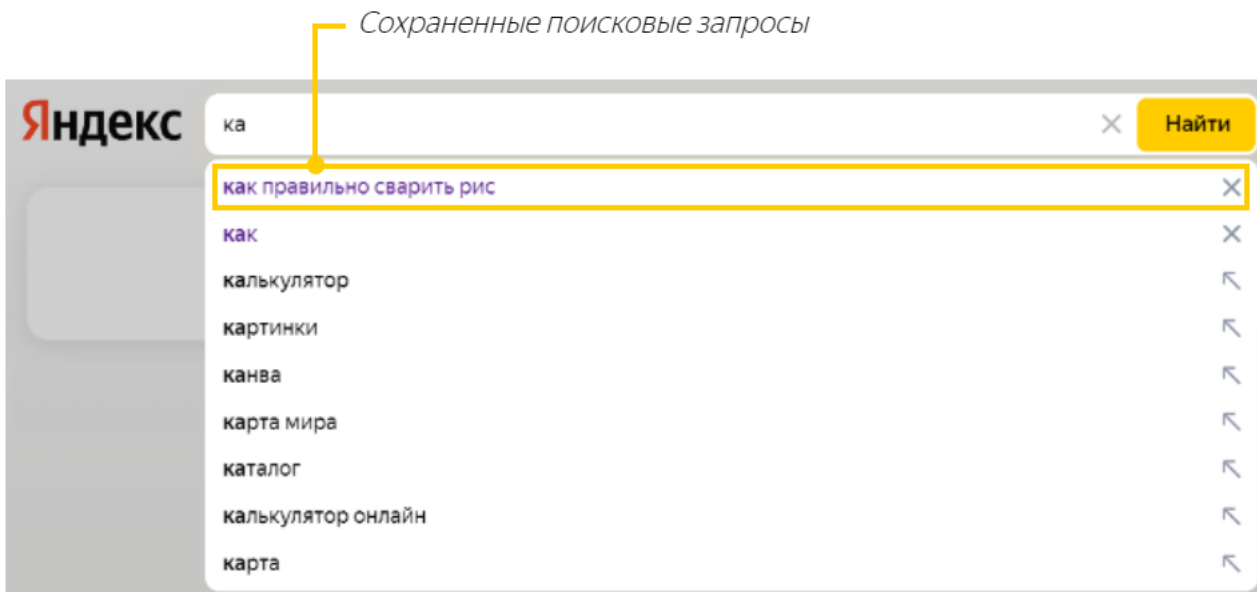 Сохраненные поисковые запросы
Яндекс
ка
Найти
как правильно сварить рис
как
калькулятор
картинки
канва
карта мира
каталог
калькулятор онлайн
карта